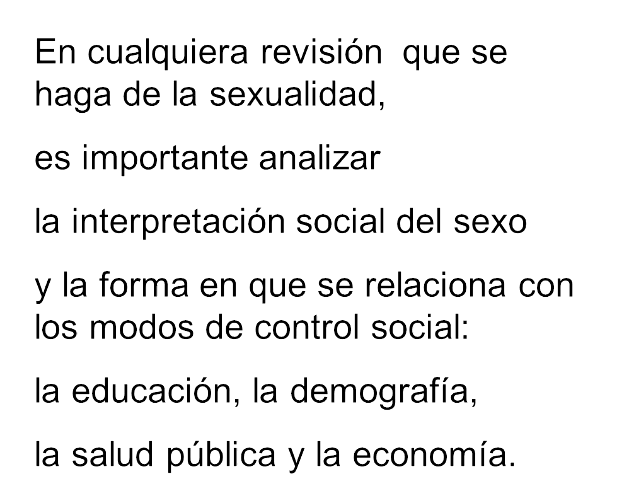 En cualquiera revisión  que se
haga de la sexualidad,
es importante analizar
la interpretación social del sexo
y la forma en que se relaciona con
los modos de control social:
la educación, la demografía,
la salud pública y la economía.